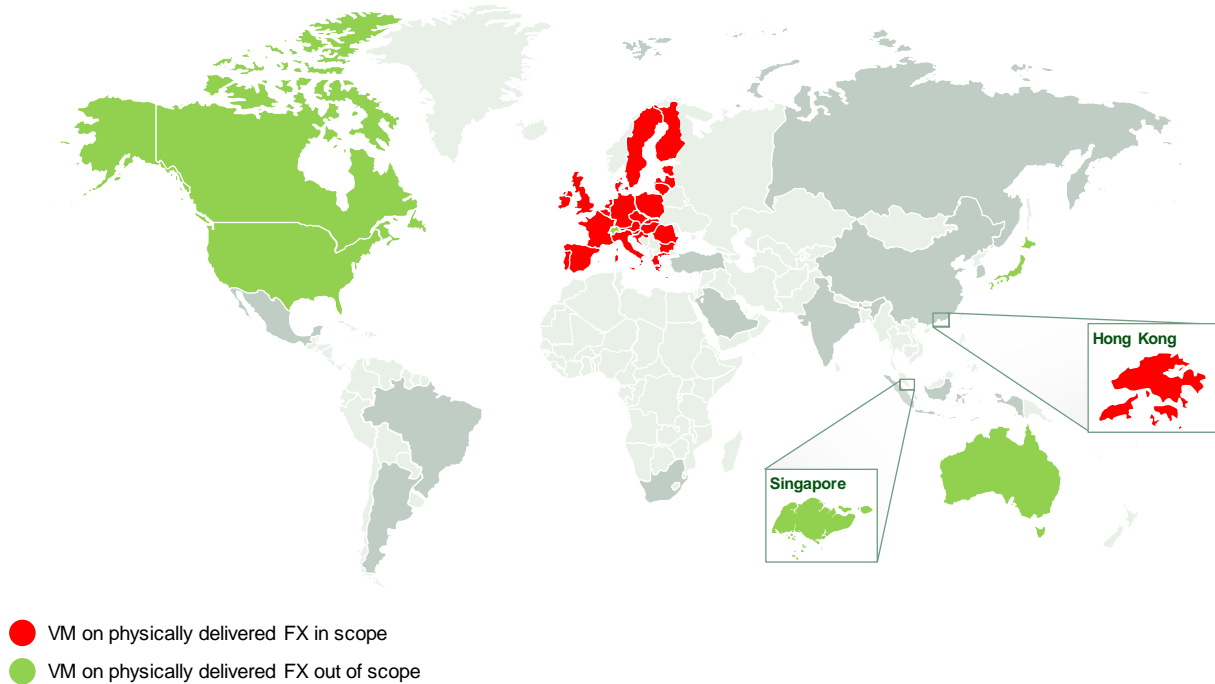 Hong Kong
Singapore
VM on physically delivered FX in scope
VM on physically delivered FX out of scope